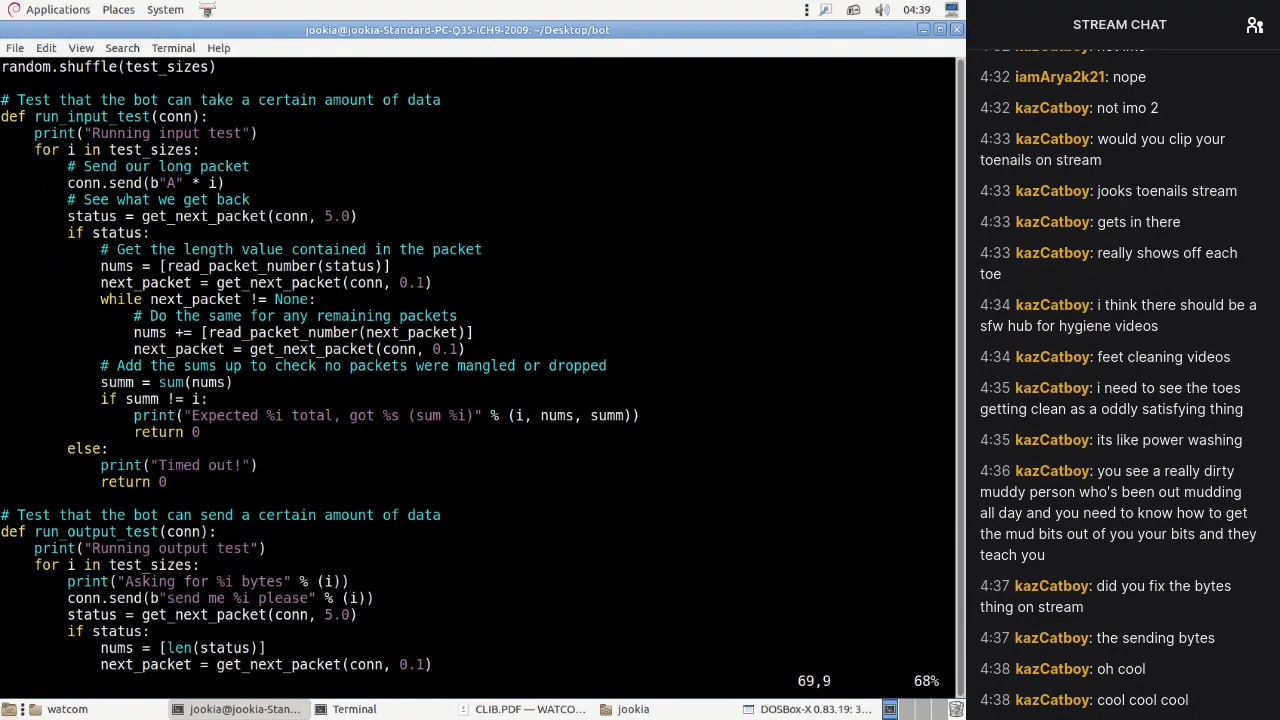 Applications Places System 04:39
jookia@jookia-Standard-PC-Q35-ICH9-2009: ~/Desktop/bot
File Edit View Search Terminal Help
random.shuffle(test_sizes)
# Test that the bot can take a certain amount of data
def run_input_test(conn):
    print("Running input test")
    for i in test_sizes:
        # Send our long packet
        conn.send(b"A" * i)
        # See what we get back
        status = get_next_packet(conn, 5.0)
        if status:
            # Get the length value contained in the packet
            nums = [read_packet_number(status)]
            next_packet = get_next_packet(conn, 0.1)
            while next_packet != None:
                # Do the same for any remaining packets
                nums += [read_packet_number(next_packet)]
                next_packet = get_next_packet(conn, 0.1)
            # Add the sums up to check no packets were mangled or dropped
            summ = sum(nums)
            if summ != i:
                print("Expected %i total, got %s (sum %i)" % (i, nums, summ))
                return 0
        else:
            print("Timed out!")
            return 0
# Test that the bot can send a certain amount of data
def run_output_test(conn):
    print("Running output test")
    for i in test_sizes:
        print("Asking for %i bytes" % (i))
        conn.send(b"send me %i please" % (i))
        status = get_next_packet(conn, 5.0)
        if status:
            nums = [len(status)]
            next_packet = get_next_packet(conn, 0.1)
69,9 68%
watcom jookia@jookia-Stan... Terminal CLIB.PDF — WATCO... jookia DOSBox-X 0.83.19: 3...
STREAM CHAT
4:32 iamArya2k21: nope
4:32 kazCatboy: not imo 2
4:33 kazCatboy: would you clip your
toenails on stream
4:33 kazCatboy: jooks toenails stream
4:33 kazCatboy: gets in there
4:33 kazCatboy: really shows off each
toe
4:34 kazCatboy: i think there should be a
sfw hub for hygiene videos
4:34 kazCatboy: feet cleaning videos
4:35 kazCatboy: i need to see the toes
getting clean as a oddly satisfying thing
4:35 kazCatboy: its like power washing
4:36 kazCatboy: you see a really dirty
muddy person who's been out mudding
all day and you need to know how to get
the mud bits out of you your bits and they
teach you
4:37 kazCatboy: did you fix the bytes
thing on stream
4:37 kazCatboy: the sending bytes
4:38 kazCatboy: oh cool
4:38 kazCatboy: cool cool cool